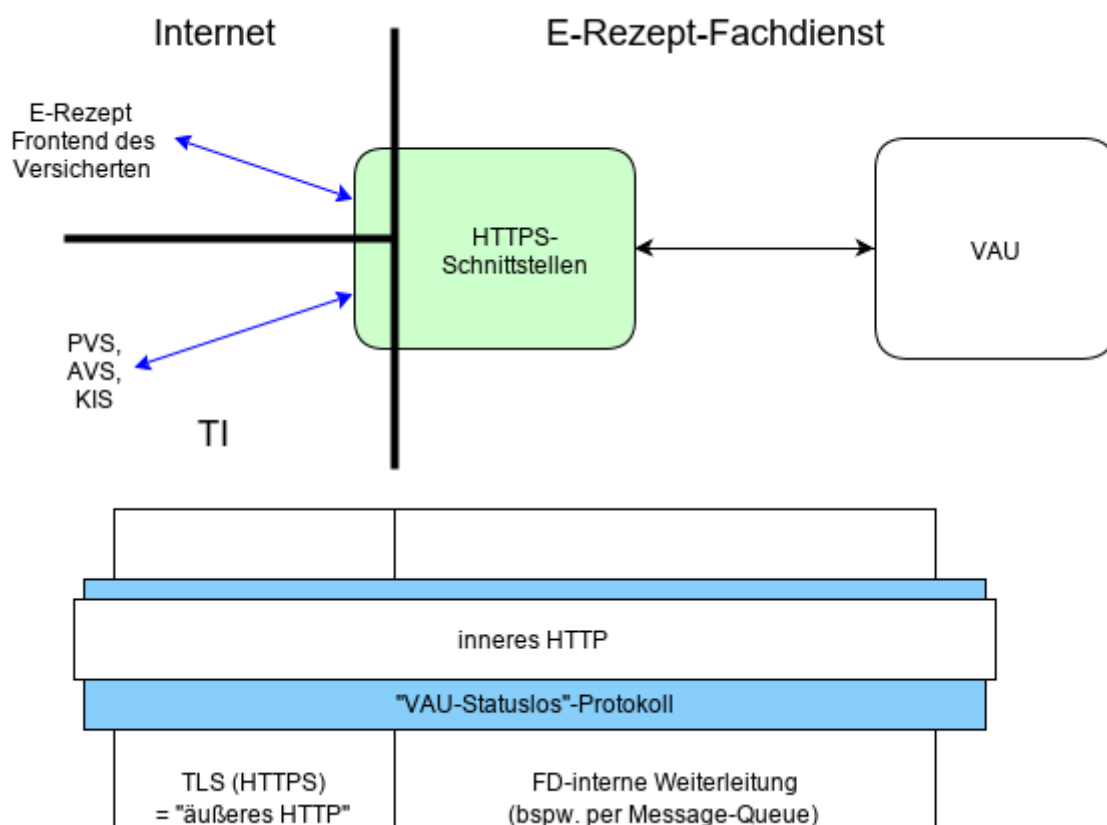 Internet
E-Rezept-Fachdienst
E-Rezept
Frontend des
Versicherten
HTTPS-
Schnittstellen
VAU
PVS,
AVS,
KIS
TI
inneres HTTP
"VAU-Statuslos"-Protokoll
TLS (HTTPS)
= "äußeres HTTP"
FD-interne Weiterleitung
(bspw. per Message-Queue)